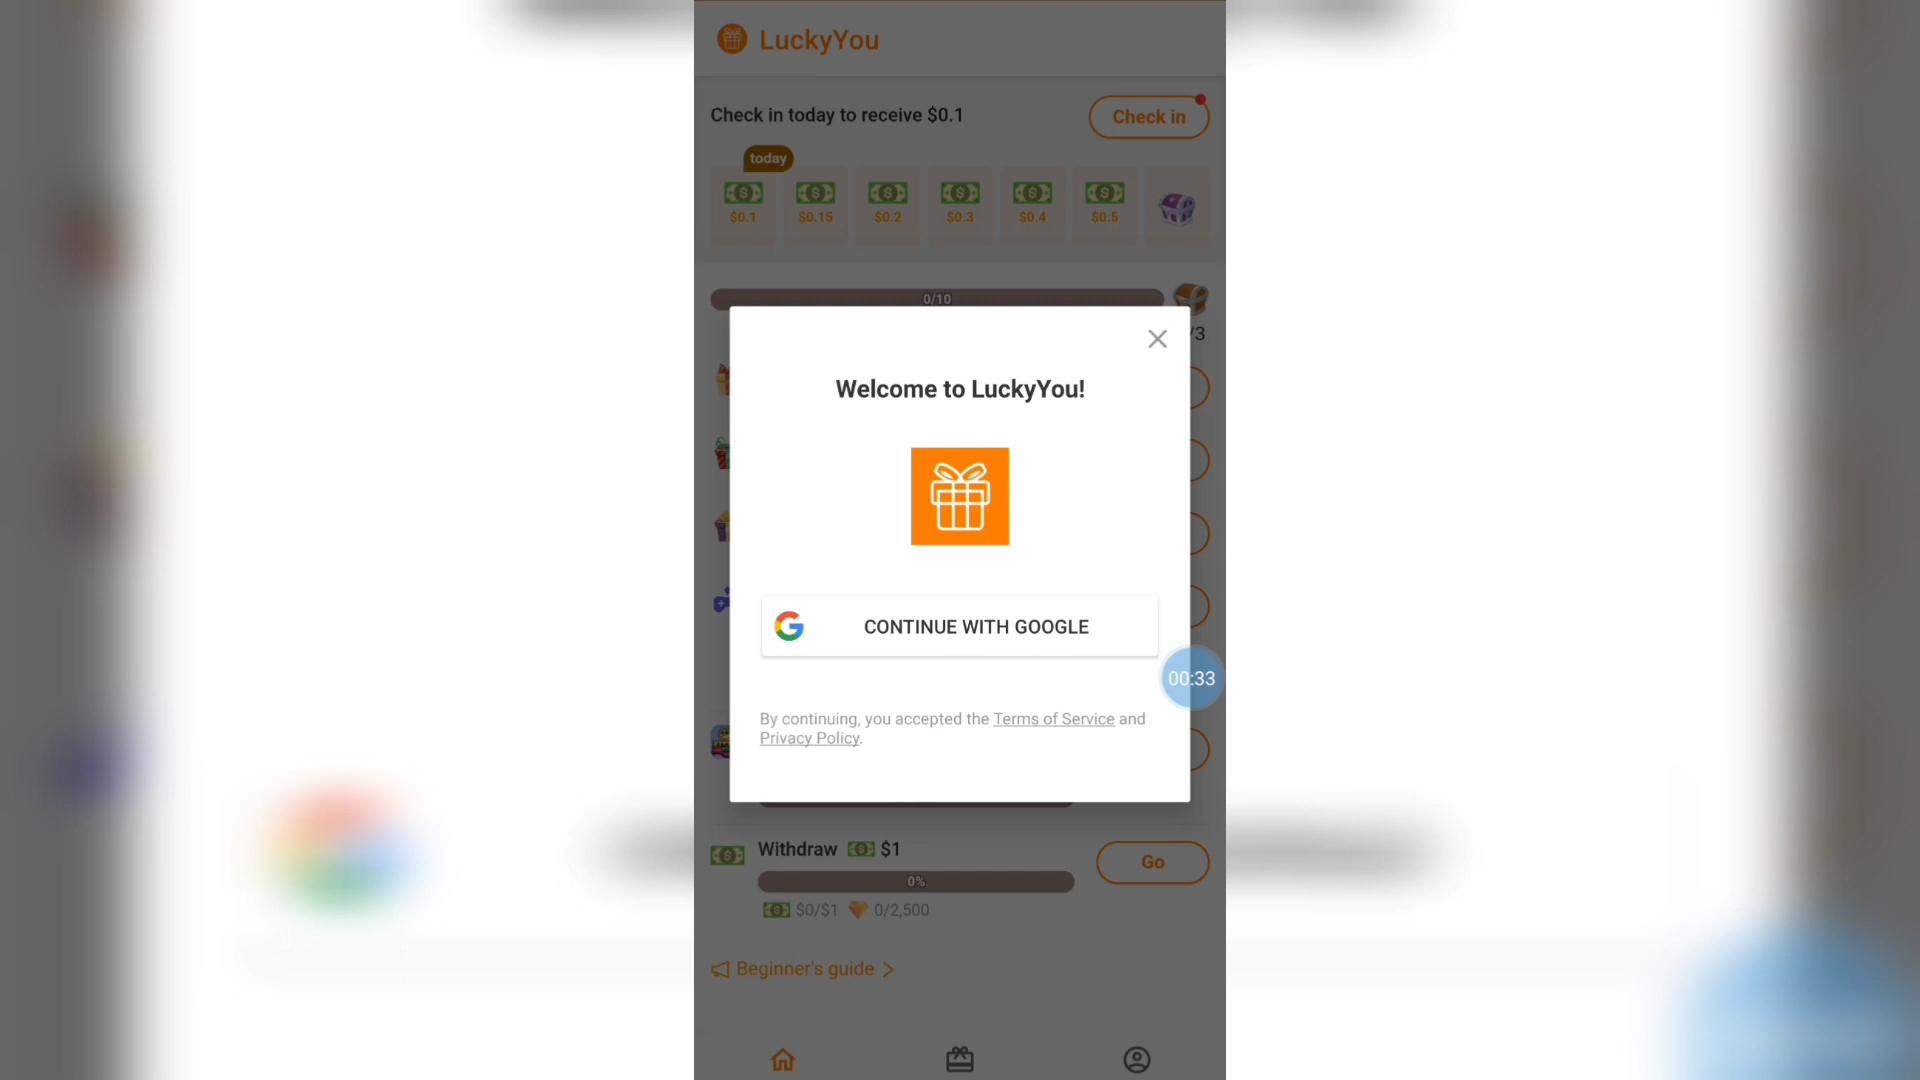 LuckyYou
Check in today to receive $0.1
Check in
today
$0.1
$0.15
$0.2
$0.3
$0.4
$0.5
0/10
/3
Welcome to LuckyYou!
CONTINUE WITH GOOGLE
00:33
By continuing, you accepted the Terms of Service and
Privacy Policy.
Withdraw $1
Go
0%
$0/$1 0/2,500
Beginner's guide >